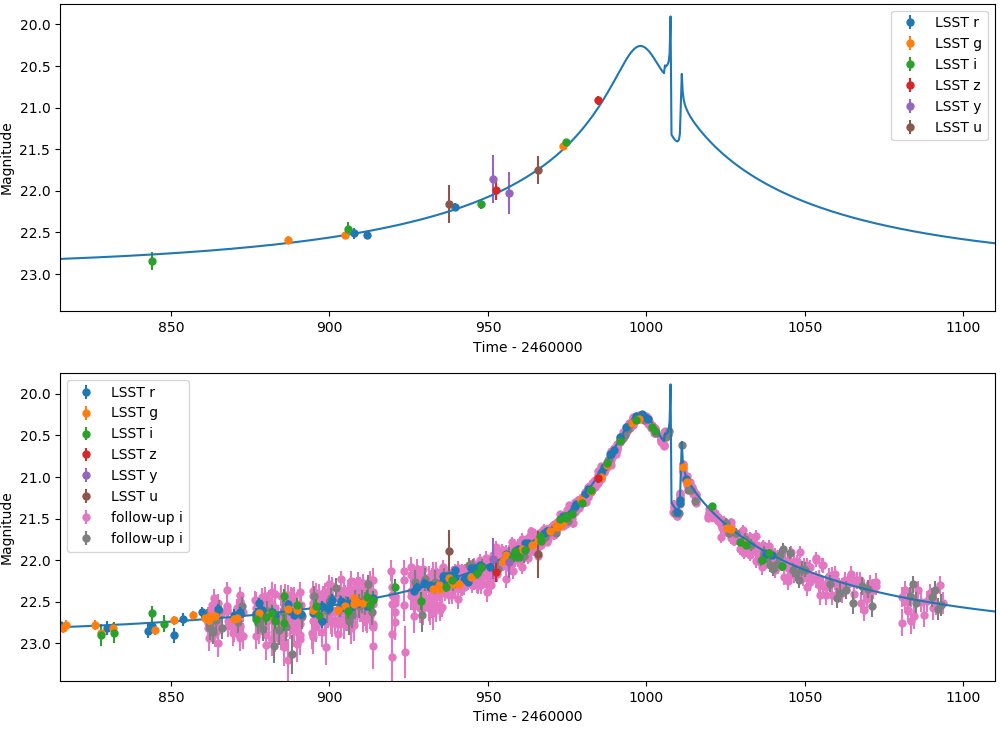 20.0
20.5
21.0
21.5
22.0
22.5
23.0
Magnitude
LSST r
LSST g
LSST i
LSST z
LSST y
LSST u
850
900
950
1000
1050
1100
Time - 2460000
20.0
20.5
21.0
21.5
22.0
22.5
23.0
Magnitude
LSST r
LSST g
LSST i
LSST z
LSST y
LSST u
follow-up i
follow-up i
850
900
950
1000
1050
1100
Time - 2460000